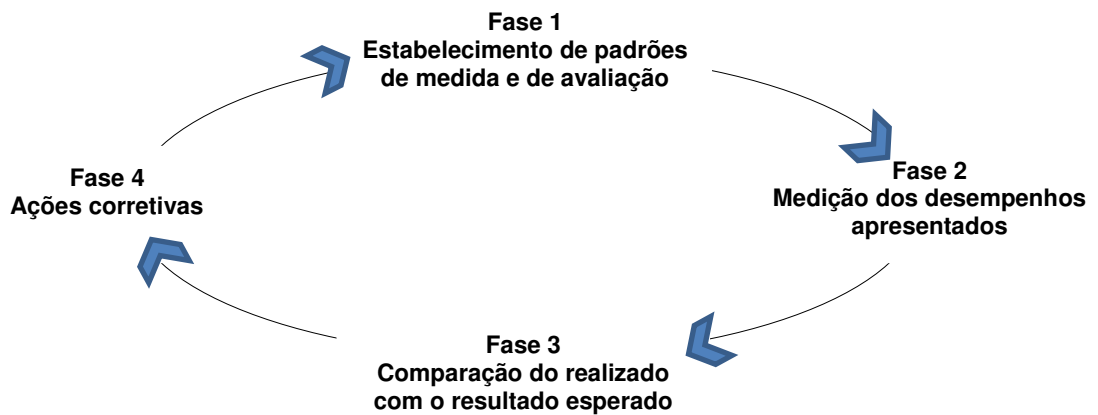 Fase 1
Estabelecimento de padrões
de medida e de avaliação
Fase 2
Medição dos desempenhos
apresentados
Fase 3
Comparação do realizado
com o resultado esperado
Fase 4
Ações corretivas